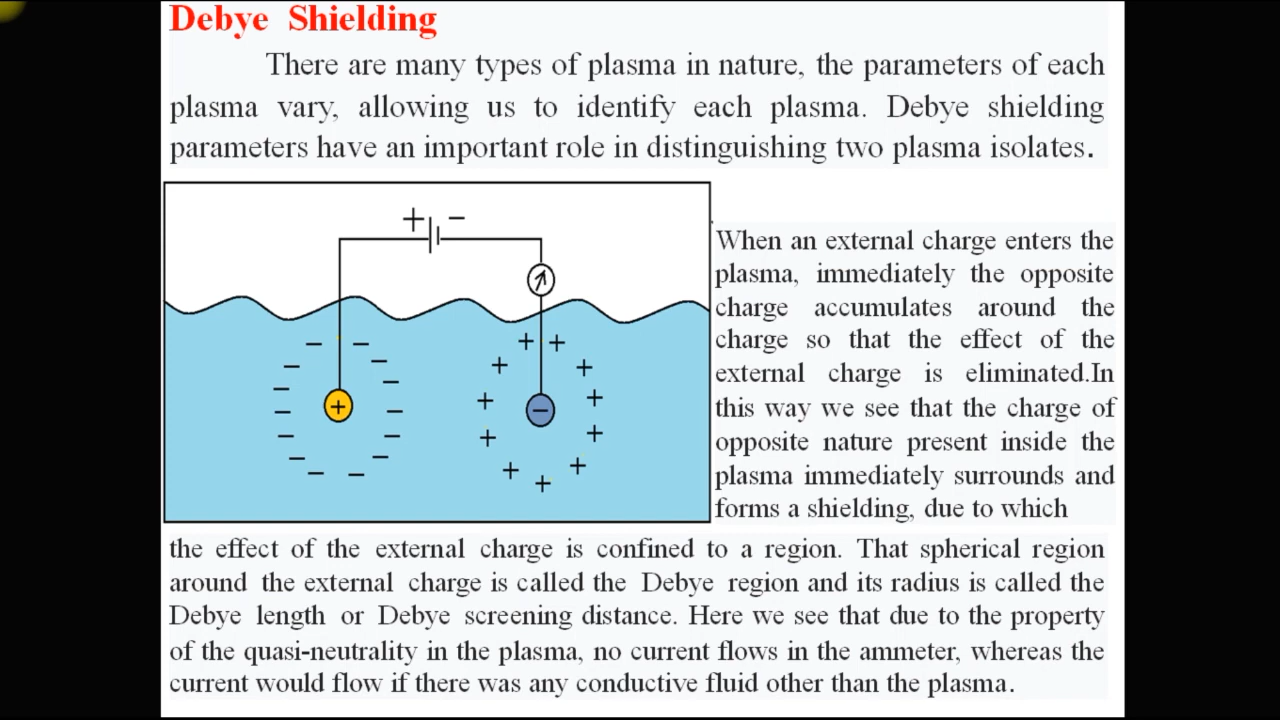 Debye Shielding
There are many types of plasma in nature, the parameters of each
plasma vary, allowing us to identify each plasma. Debye shielding
parameters have an important role in distinguishing two plasma isolates.
+ −
When an external charge enters the
plasma, immediately the opposite
charge accumulates around the
charge so that the effect of the
external charge is eliminated.In
this way we see that the charge of
opposite nature present inside the
plasma immediately surrounds and
forms a shielding, due to which
the effect of the external charge is confined to a region. That spherical region
around the external charge is called the Debye region and its radius is called the
Debye length or Debye screening distance. Here we see that due to the property
of the quasi-neutrality in the plasma, no current flows in the ammeter, whereas the
current would flow if there was any conductive fluid other than the plasma.